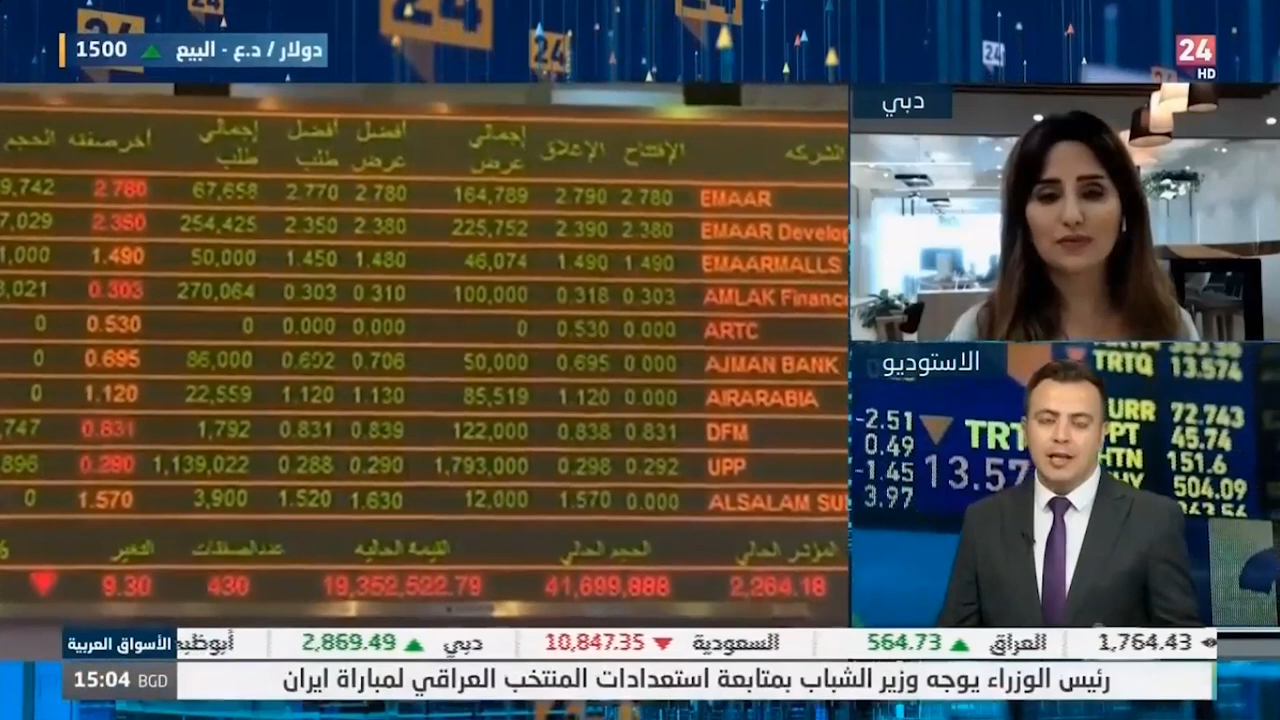 دولار / د.ع - البيع 1500
24
HD
دبي
الاستوديو
الشركه الإفتتاح الإغلاق إجمالي عرض أفضل عرض أفضل طلب إجمالي طلب أخر صفقه الحجم
EMAAR 2.780 2.790 164,789 2.780 2.770 67,658 2.780 9,742
EMAAR Develop 2.380 2.390 225,752 2.380 2.350 254,425 2.380 7,029
EMAARMALLS 1.490 1.490 46,074 1.480 1.450 50,000 1.490 1,000
AMLAK Finance 0.303 0.318 100,000 0.310 0.303 270,064 0.303 3,021
ARTC 0.000 0.530 0 0.000 0.000 0 0.530 0
AJMAN BANK 0.000 0.695 50,000 0.706 0.692 86,000 0.695 0
AIRARABIA 0.000 1.120 85,519 1.130 1.120 22,559 1.120 0
DFM 0.831 0.838 122,000 0.839 0.831 1,792 0.831 ,747
UPP 0.292 0.298 1,793,000 0.290 0.288 1,139,022 0.290 896
ALSALAM SU 0.000 1.570 12,000 1.630 1.520 3,900 1.570 0
المؤشر الحالي الحجم الحالي القيمه الحاليه عدد الصفقات التغير %
2,264.18 41,699,888 19,352,522.79 430 9.30
TRTQ 13.574
-2.51
0.49
-1.45
3.97
TRT
13.57
URR 72.743
PPT 45.74
HTN 151.6
504.09
الأسواق العربية
1,764.43 العراق 564.73 السعودية 10,847.35 دبي 2,869.49 أبوظبي
رئيس الوزراء يوجه وزير الشباب بمتابعة استعدادات المنتخب العراقي لمباراة ايران
15:04 BGD